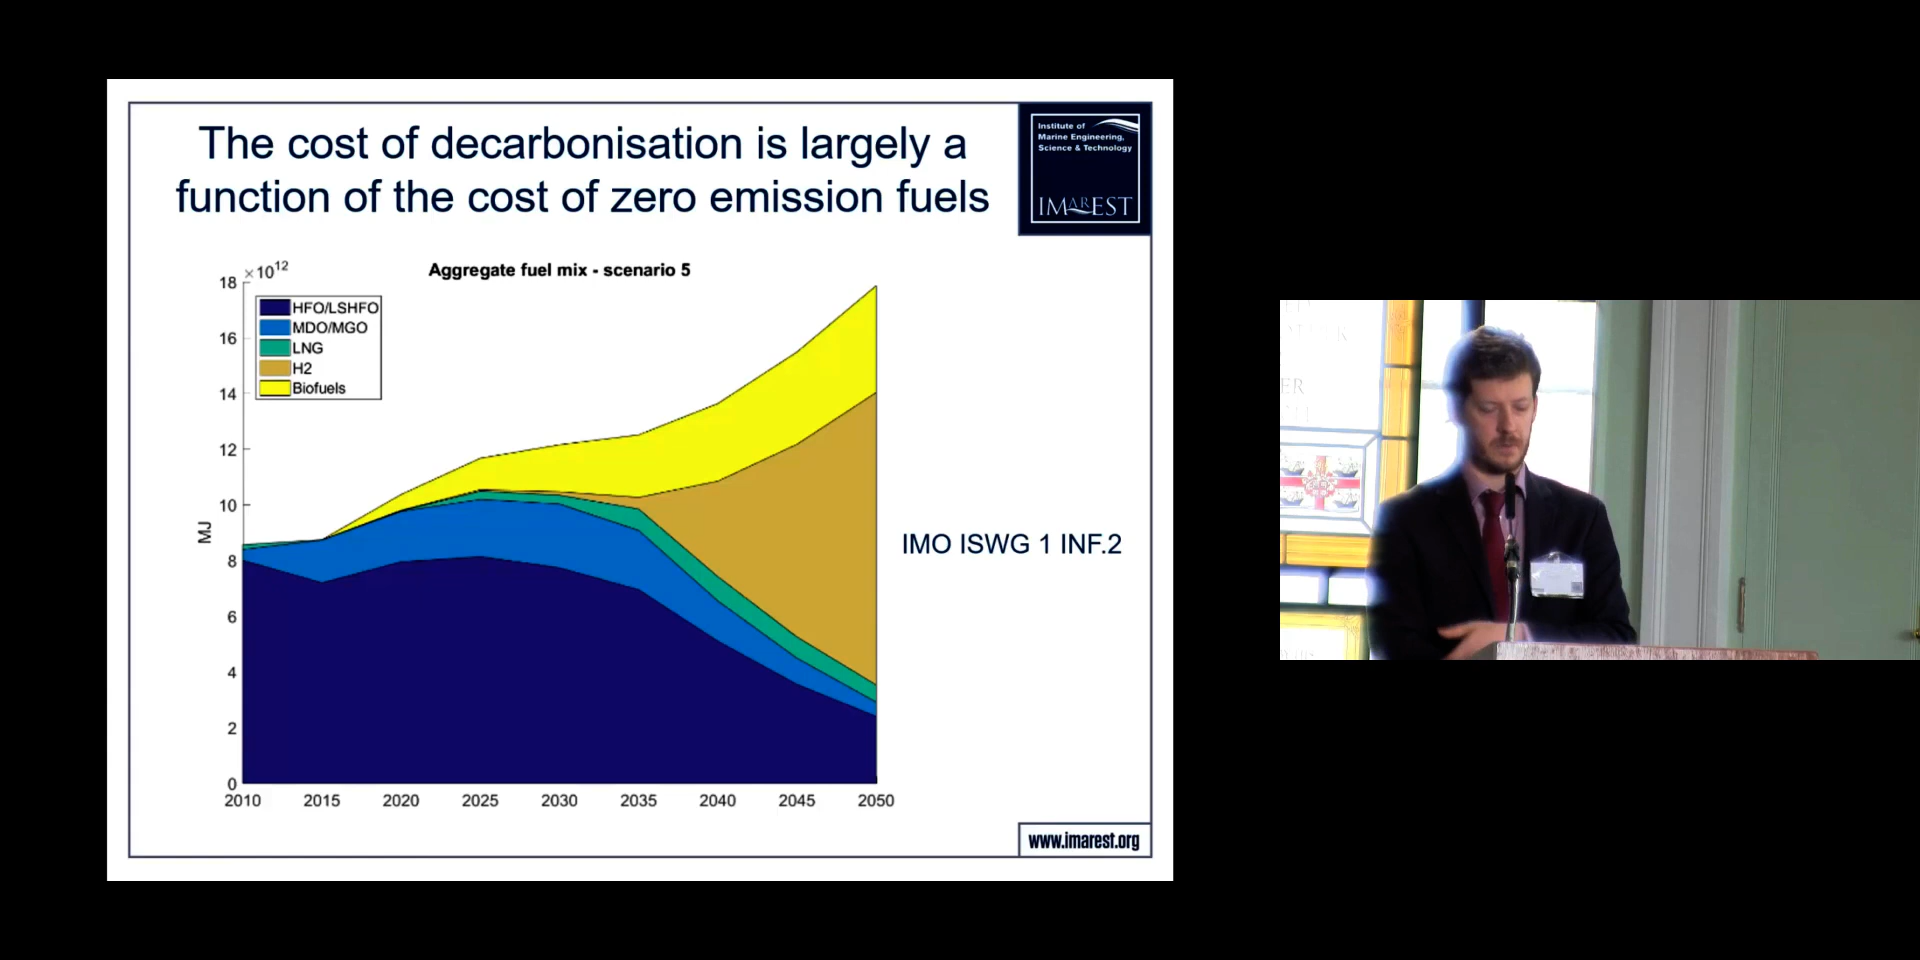 The cost of decarbonisation is largely a
function of the cost of zero emission fuels
Institute of
Marine Engineering,
Science & Technology
IMarEST
Aggregate fuel mix - scenario 5
×10¹²
18
16
14
12
10
8
6
4
2
0
MJ
HFO/LSHFO
MDO/MGO
LNG
H2
Biofuels
2010 2015 2020 2025 2030 2035 2040 2045 2050
IMO ISWG 1 INF.2
www.imarest.org
ER